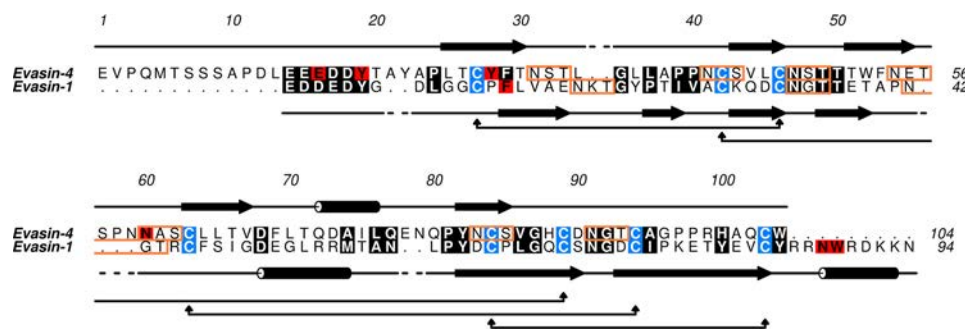 1 10 20 30 40 50
Evasin-4 EVPQMTSSSAPDLEEEDDYTAYAPLTCYFTNSTL..GLLAPPNCSVLCNSTTTWFNET 56
Evasin-1 .............EDDEDYG..DLGGCPFLVAENKTGYPTIVACKQDCNGTTETAPN. 42
60 70 80 90 100
Evasin-4 SPNNASCLLTVDFLTQDAILQENQPYNCSVGHCDNGTCAGPPRHAQCW......... 104
Evasin-1 ...GTRCFSIGDEGLRRMTAN..LPYDCPLGQCSNGDCAIPKETYEVCYRRNWRDKKN 94